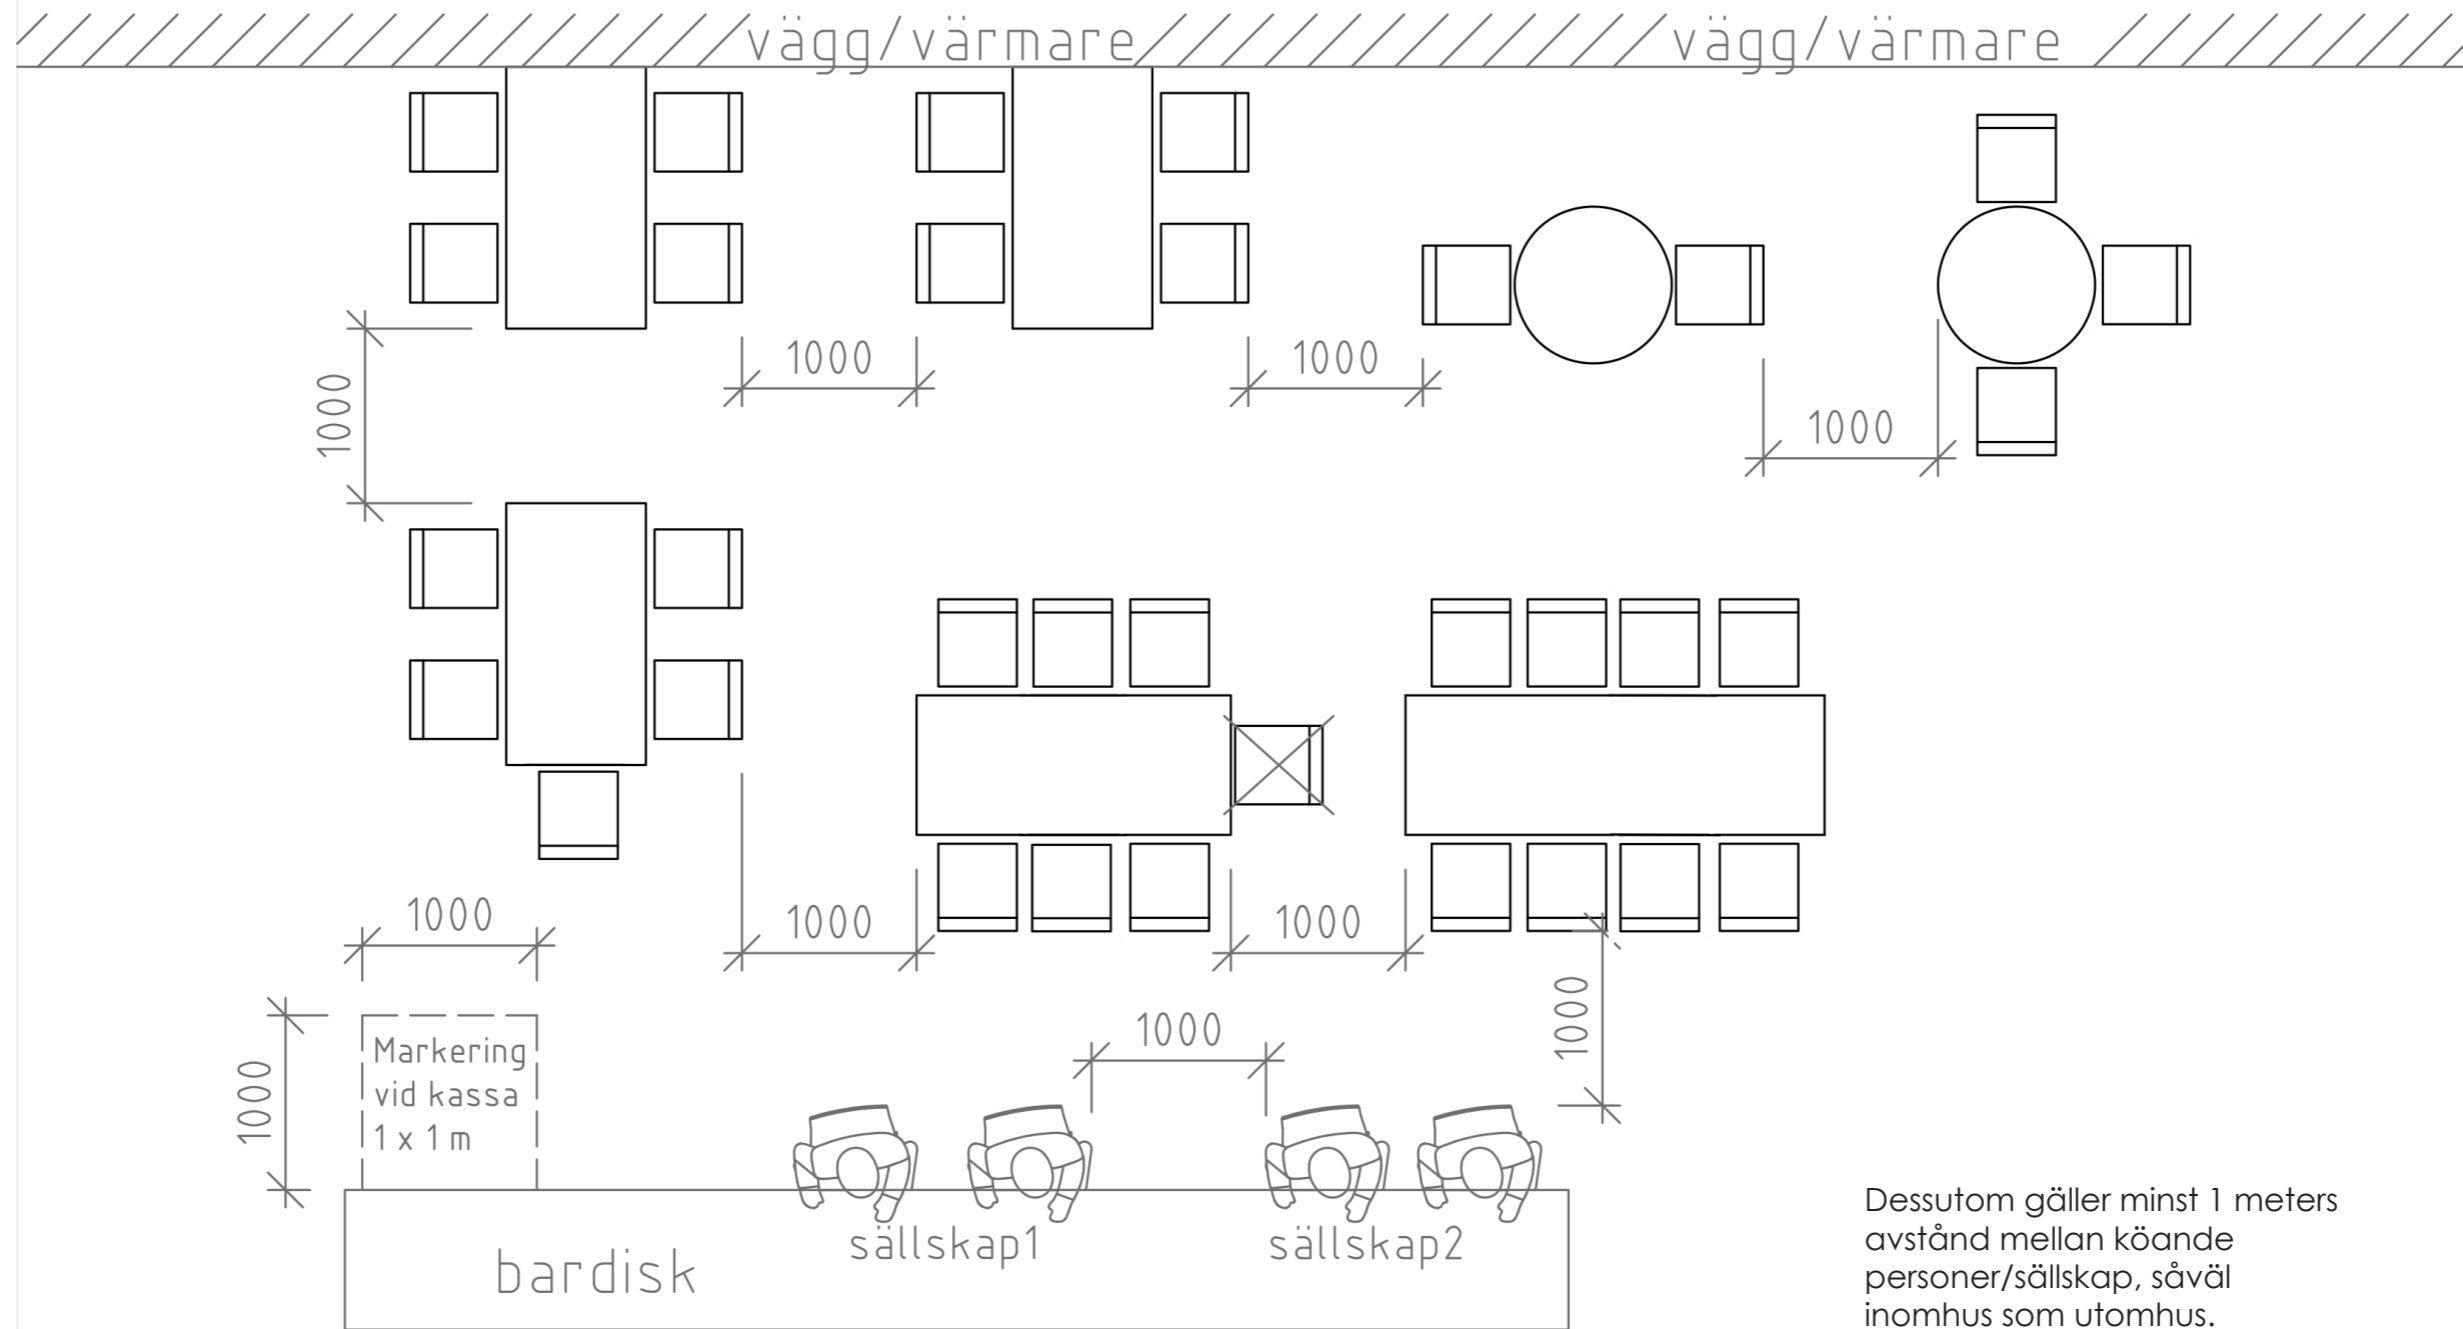 vägg/värmare
vägg/värmare
1000
1000
1000
1000
1000
1000
1000
1000
1000
1000
Markering
vid kassa
1 x 1 m
1000
sällskap1
sällskap2
bardisk
Dessutom gäller minst 1 meters
avstånd mellan köande
personer/sällskap, såväl
inomhus som utomhus.